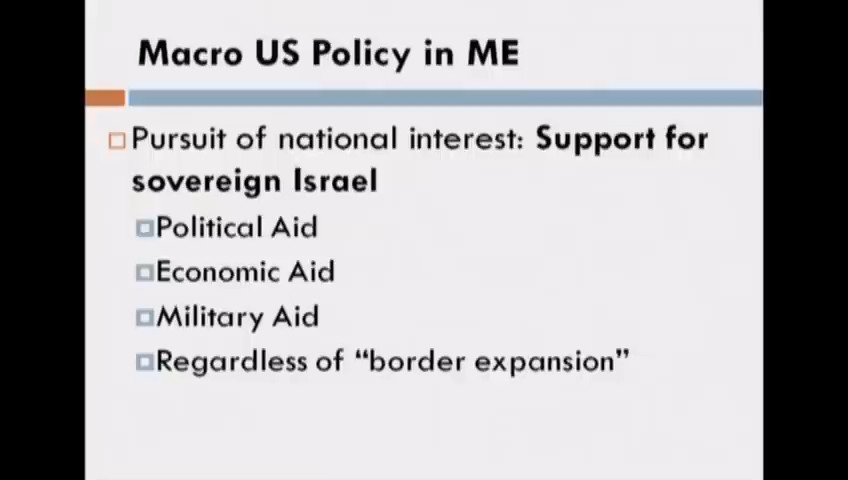 Macro US Policy in ME
Pursuit of national interest: Support for
sovereign Israel
Political Aid
Economic Aid
Military Aid
Regardless of “border expansion”